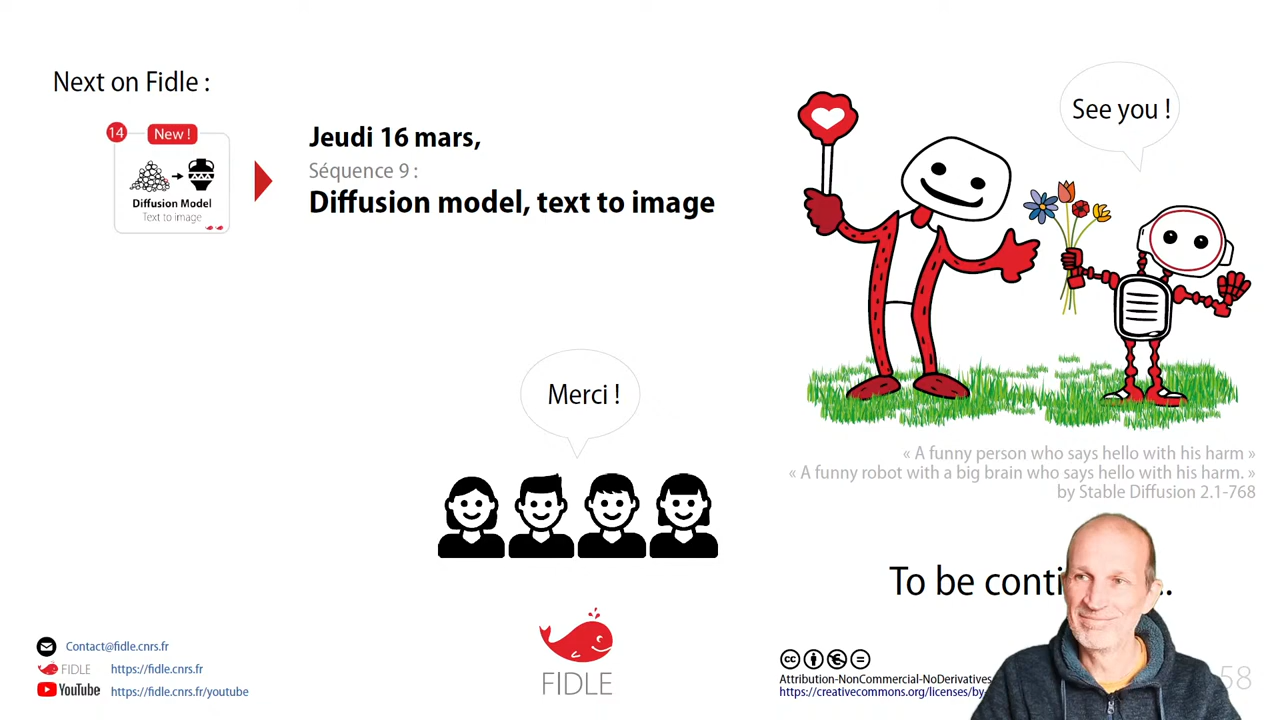 Next on Fidle :
14
New !
Diffusion Model
Text to image
Jeudi 16 mars,
Séquence 9 :
Diffusion model, text to image
See you !
Merci !
« A funny person who says hello with his harm »
« A funny robot with a big brain who says hello with his harm. »
by Stable Diffusion 2.1-768
To be conti
Contact@fidle.cnrs.fr
FIDLE https://fidle.cnrs.fr
YouTube https://fidle.cnrs.fr/youtube
FIDLE
cc
Attribution-NonCommercial-NoDerivatives
https://creativecommons.org/licenses/by-
58